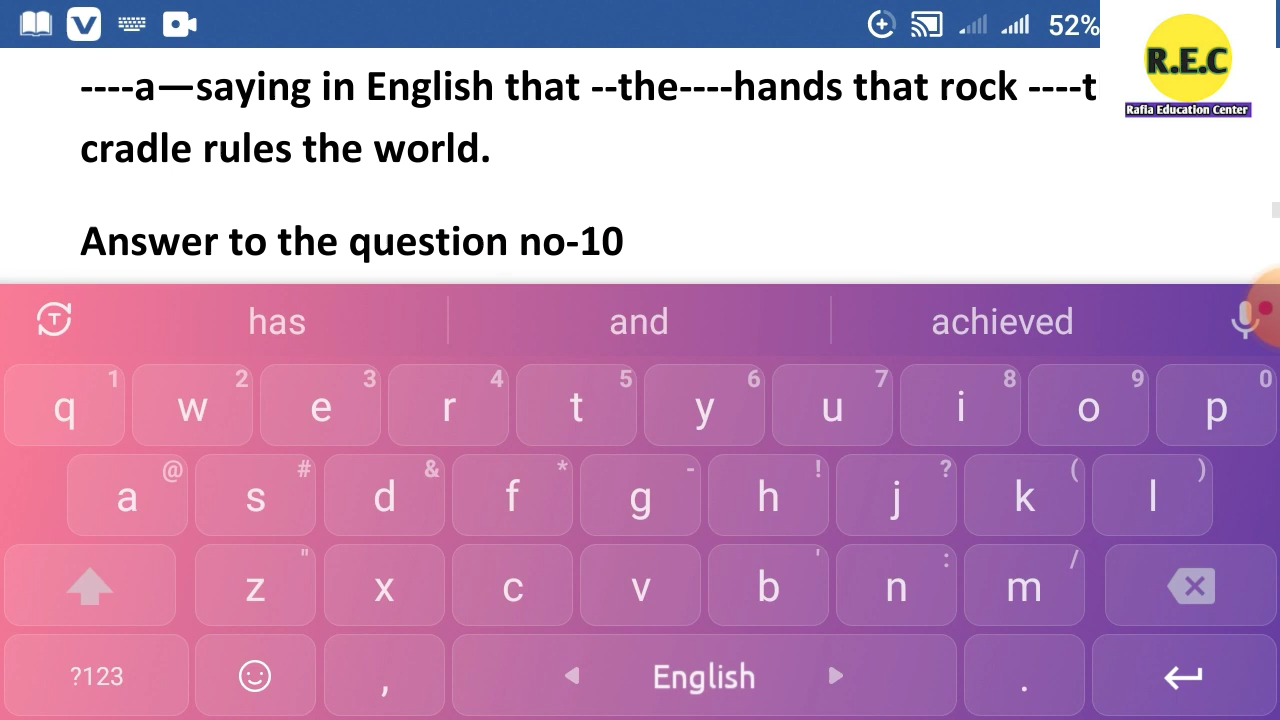 52%
R.E.C
Rafia Education Center
----a—saying in English that --the----hands that rock ----t
cradle rules the world.
Answer to the question no-10
has and achieved
1 2 3 4 5 6 7 8 9 0
q w e r t y u i o p
@ # & * - ! ? ( )
a s d f g h j k l
" ' : /
z x c v b n m
?123 , English .